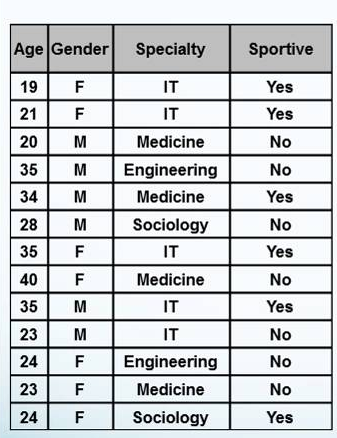 Age Gender Specialty Sportive
19 F IT Yes
21 F IT Yes
20 M Medicine No
35 M Engineering No
34 M Medicine Yes
28 M Sociology No
35 F IT Yes
40 F Medicine No
35 M IT Yes
23 M IT No
24 F Engineering No
23 F Medicine No
24 F Sociology Yes